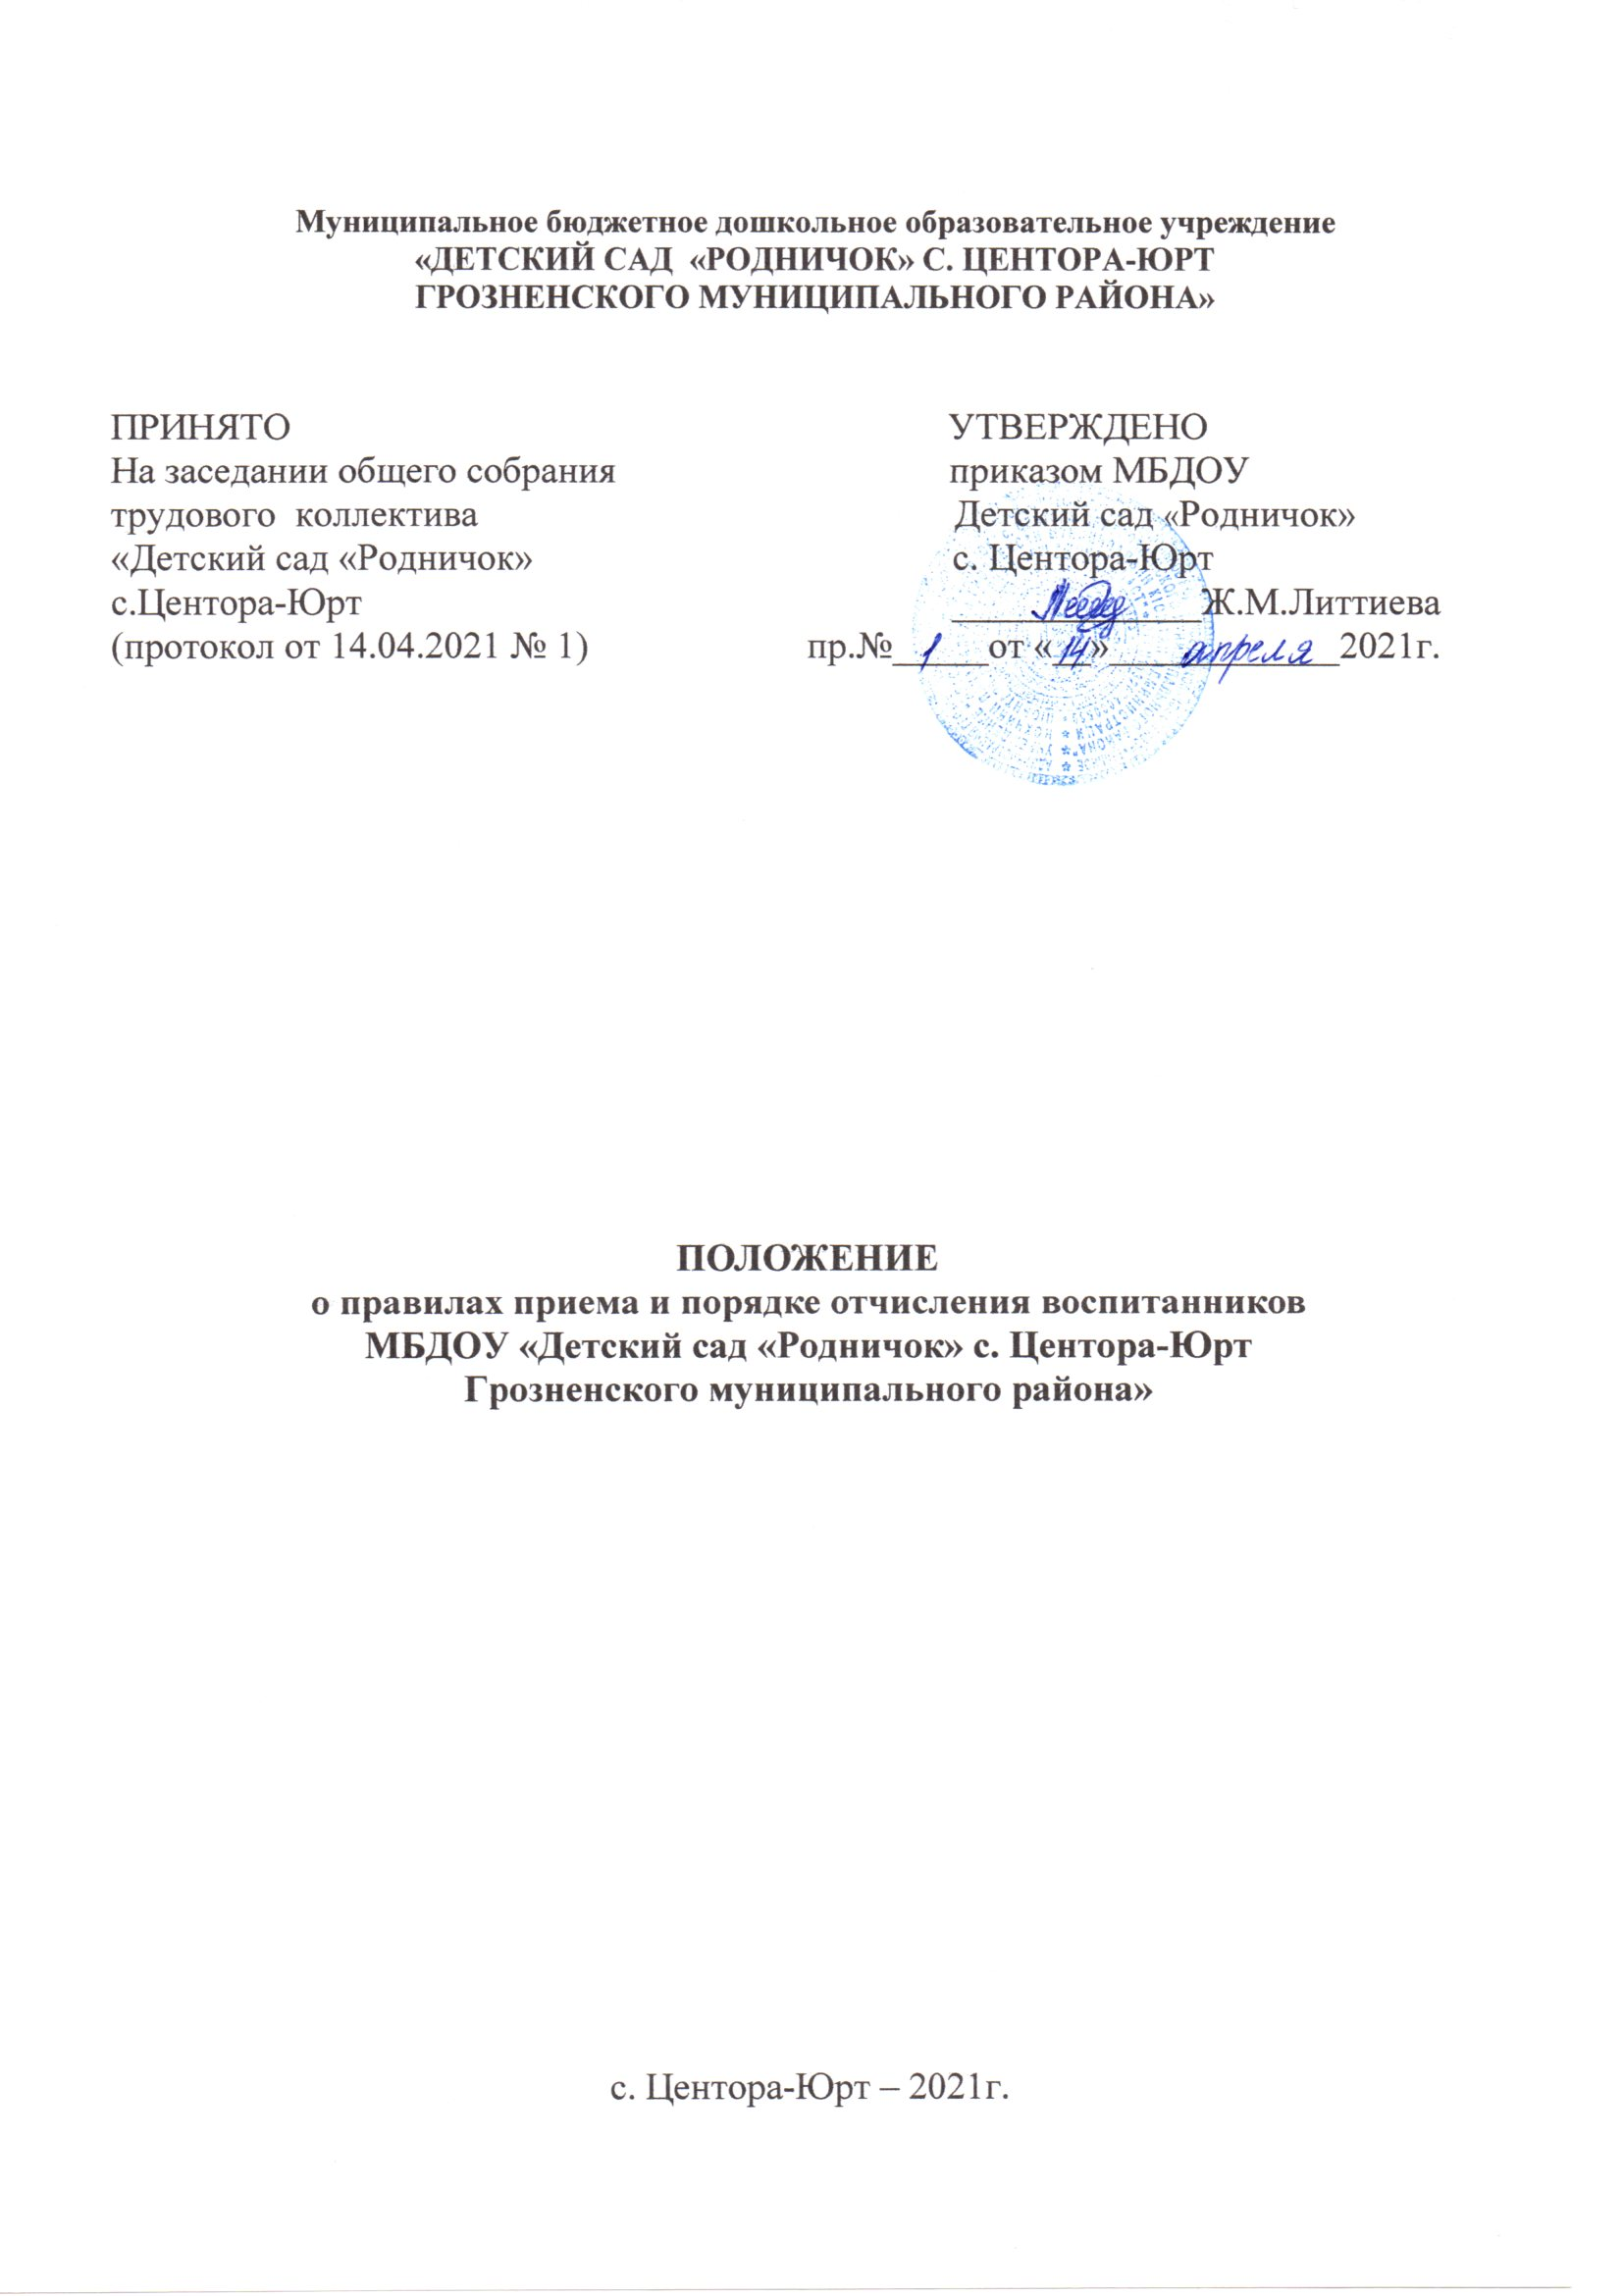 Муниципальное бюджетное дошкольное образовательное учреждение
«ДЕТСКИЙ САД «РОДНИЧОК» С. ЦЕНТОРА-ЮРТ
ГРОЗНЕНСКОГО МУНИЦИПАЛЬНОГО РАЙОНА»
ПРИНЯТО
На заседании общего собрания
трудового коллектива
«Детский сад «Родничок»
с.Центора-Юрт
(протокол от 14.04.2021 № 1)
УТВЕРЖДЕНО
приказом МБДОУ
Детский сад «Родничок»
с. Центора-Юрт
Ж.М.Литтиева
пр.№ 1 от «14» апреля 2021г.
ПОЛОЖЕНИЕ
о правилах приема и порядке отчисления воспитанников
МБДОУ «Детский сад «Родничок» с. Центора-Юрт
Грозненского муниципального района»
с. Центора-Юрт – 2021г.